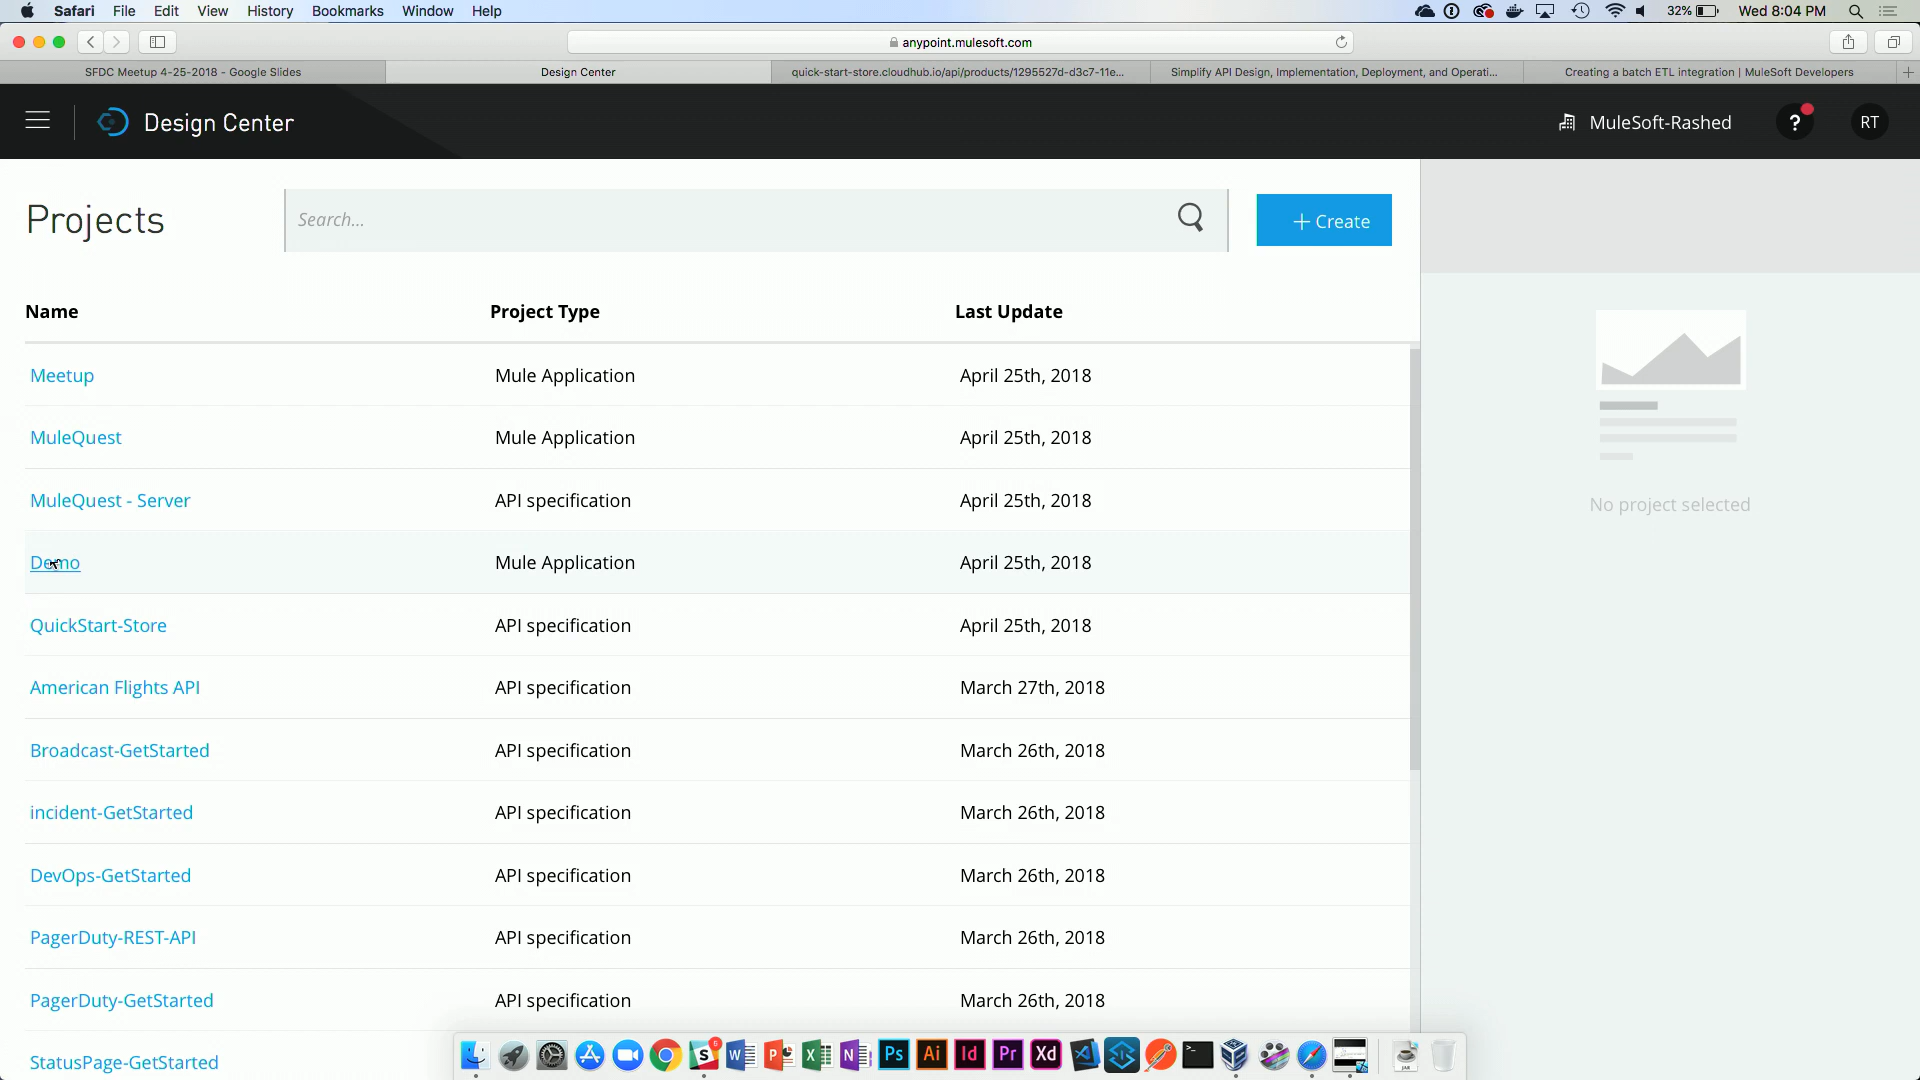 Safari File Edit View History Bookmarks Window Help 32% Wed 8:04 PM
anypoint.mulesoft.com
SFDC Meetup 4-25-2018 - Google Slides Design Center quick-start-store.cloudhub.io/api/products/1295527d-d3c7-11e... Simplify API Design, Implementation, Deployment, and Operati... Creating a batch ETL integration | MuleSoft Developers
Design Center MuleSoft-Rashed ? RT
Projects Search... + Create
Name Project Type Last Update
Meetup Mule Application April 25th, 2018
MuleQuest Mule Application April 25th, 2018
MuleQuest - Server API specification April 25th, 2018
Demo Mule Application April 25th, 2018
No project selected
QuickStart-Store API specification April 25th, 2018
American Flights API API specification March 27th, 2018
Broadcast-GetStarted API specification March 26th, 2018
incident-GetStarted API specification March 26th, 2018
DevOps-GetStarted API specification March 26th, 2018
PagerDuty-REST-API API specification March 26th, 2018
PagerDuty-GetStarted API specification March 26th, 2018
StatusPage-GetStarted
S W P X N Ps Ai Id Pr Xd JAR